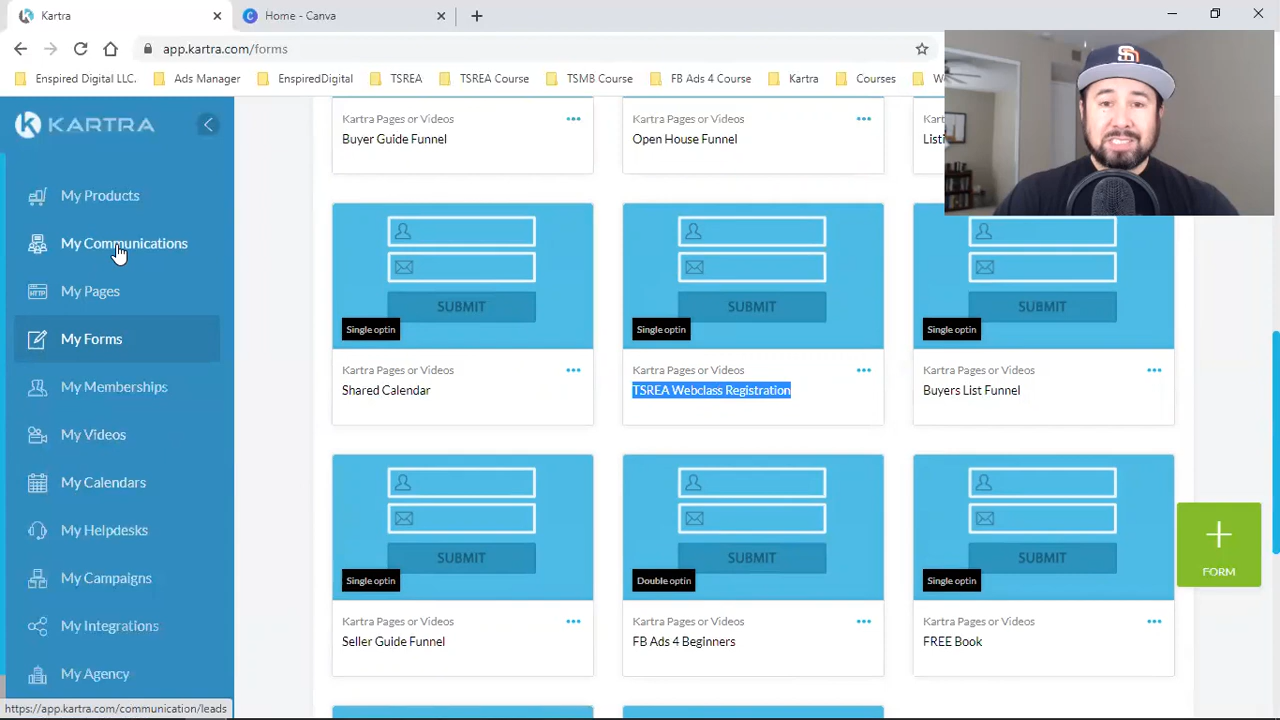 Kartra
Home - Canva
app.kartra.com/forms
Enspired Digital LLC.
Ads Manager
EnspiredDigital
TSREA
TSREA Course
TSMB Course
FB Ads 4 Course
Kartra
Courses
KARTRA
My Products
My Communications
My Pages
My Forms
My Memberships
My Videos
My Calendars
My Helpdesks
My Campaigns
My Integrations
My Agency
https://app.kartra.com/communication/leads
Kartra Pages or Videos
Buyer Guide Funnel
Kartra Pages or Videos
Open House Funnel
SUBMIT
Single optin
Kartra Pages or Videos
Shared Calendar
SUBMIT
Single optin
Kartra Pages or Videos
TSREA Webclass Registration
SUBMIT
Single optin
Kartra Pages or Videos
Buyers List Funnel
SUBMIT
Single optin
Kartra Pages or Videos
Seller Guide Funnel
SUBMIT
Double optin
Kartra Pages or Videos
FB Ads 4 Beginners
SUBMIT
Single optin
Kartra Pages or Videos
FREE Book
FORM